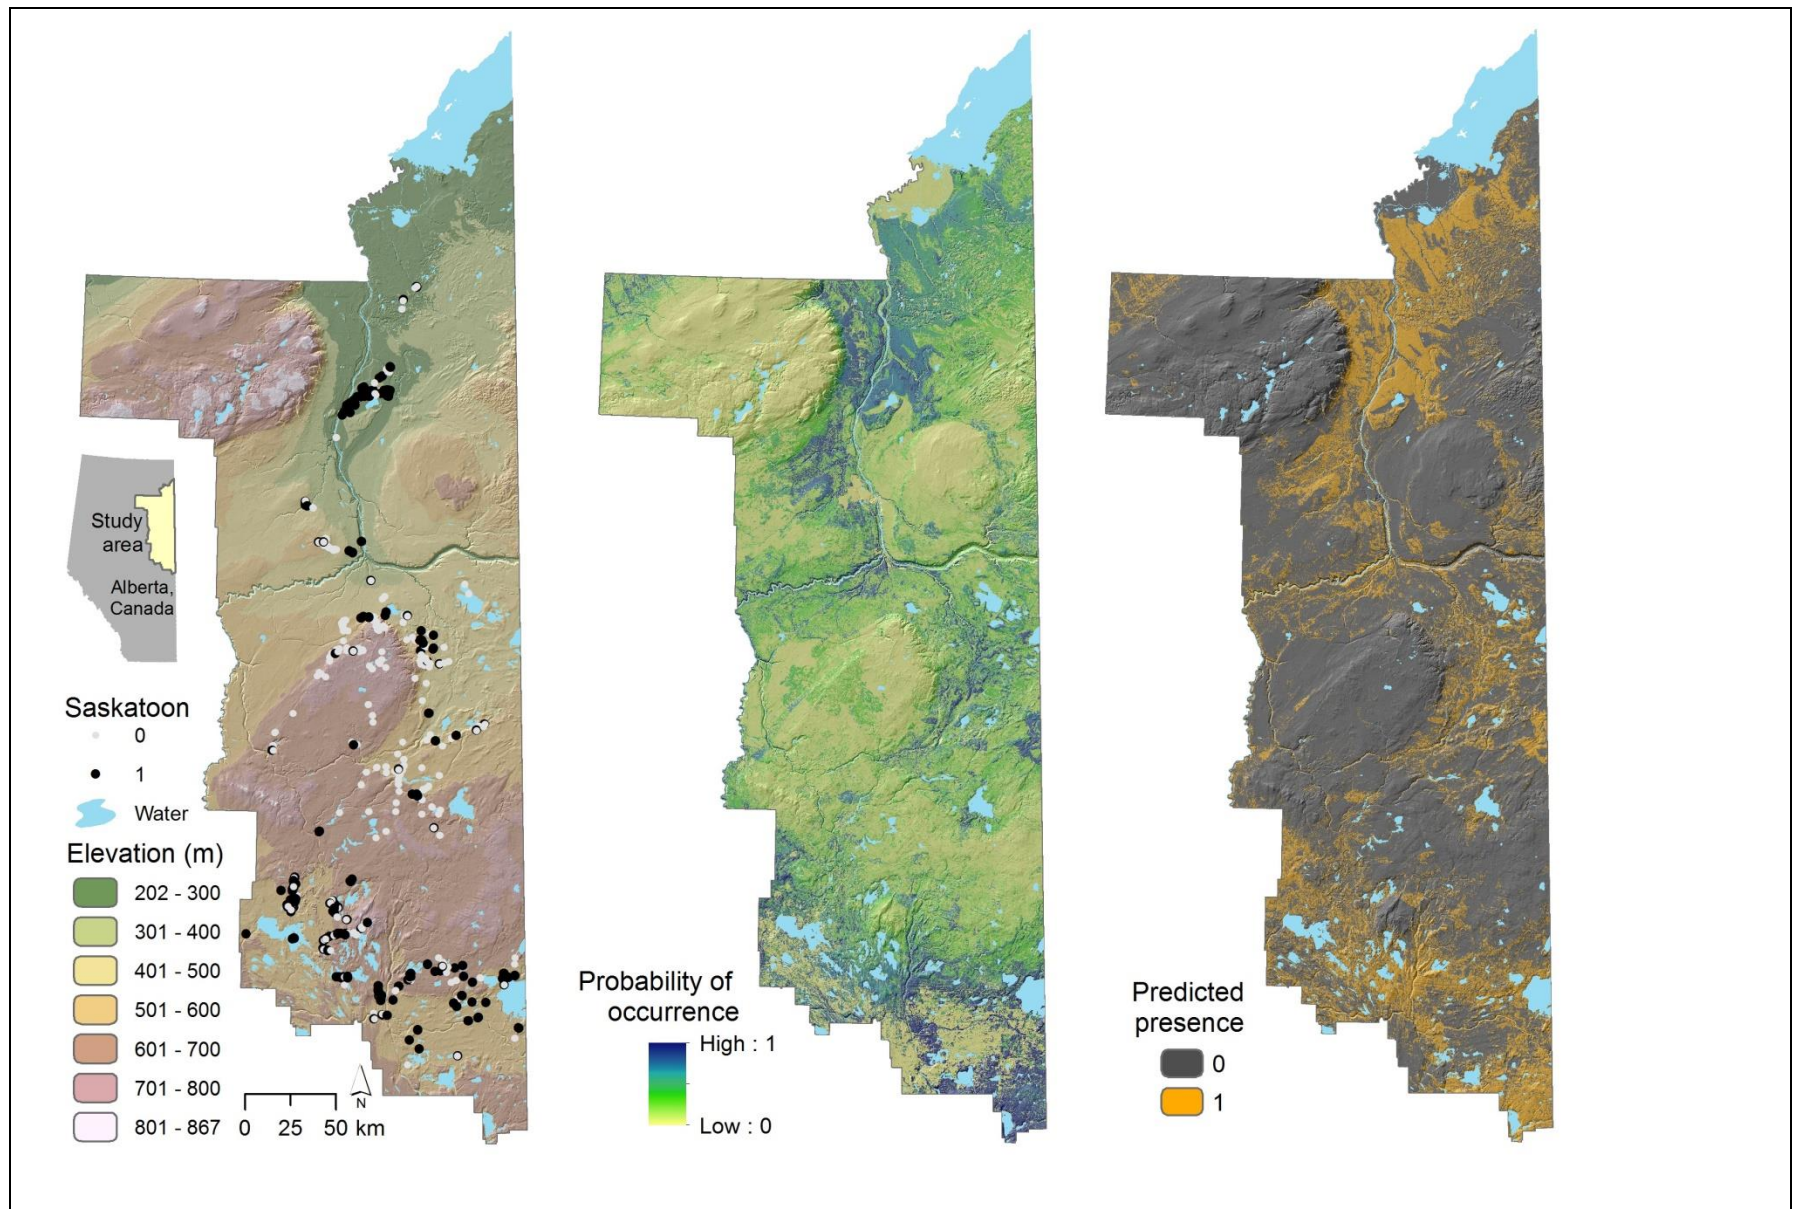 Study
area
Alberta,
Canada
Saskatoon
0
1
Water
Elevation (m)
202 - 300
301 - 400
401 - 500
501 - 600
601 - 700
701 - 800
801 - 867
N
0 25 50 km
Probability of
occurrence
High : 1
Low : 0
Predicted
presence
0
1